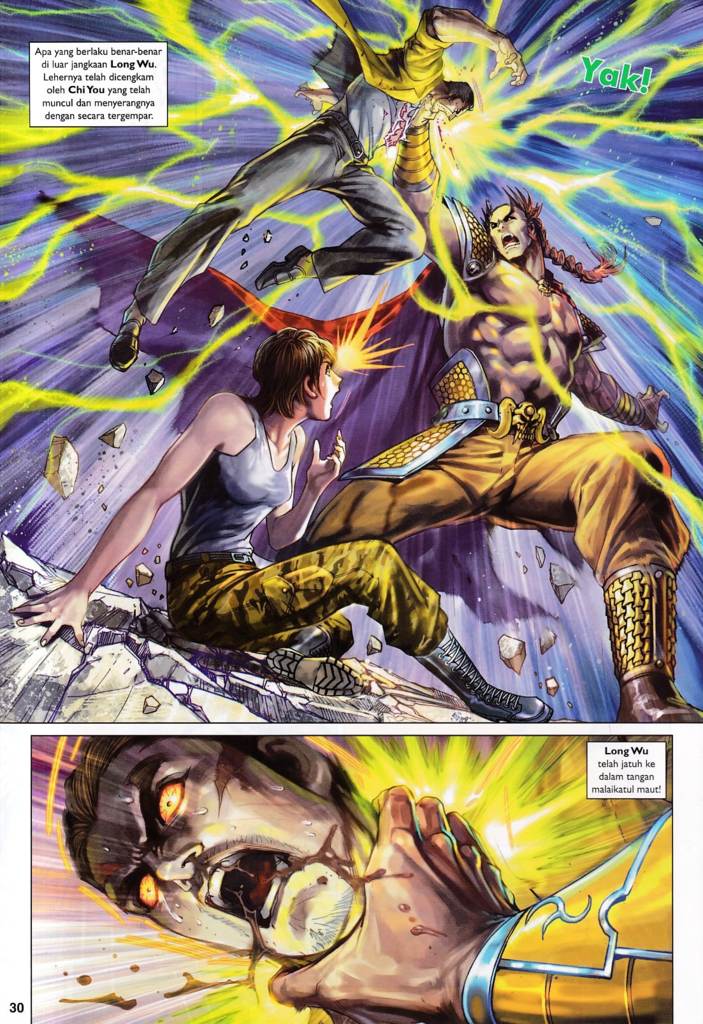 Apa yang berlaku benar-benar
di luar jangkaan Long Wu.
Lehernya telah dicengkam
oleh Chi You yang telah
muncul dan menyerangnya
dengan secara tergempar.
Yak!
Long Wu
telah jatuh ke
dalam tangan
malaikatul maut!
30